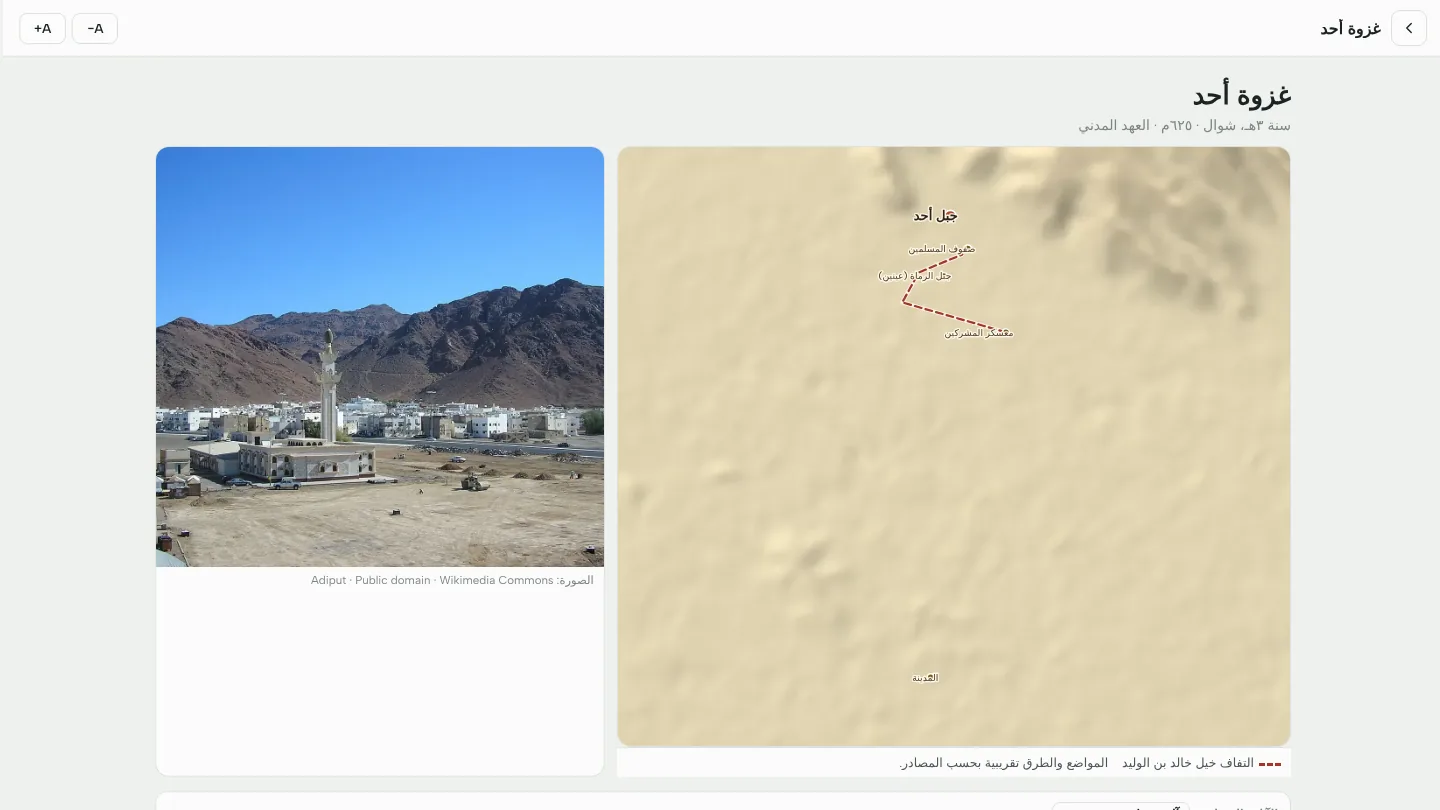 غزوة أحد
A−
A+
غزوة أحد
سنة ٣هـ، شوال · ٦٢٥م · العهد المدني
جبل أحد
صفوف المسلمين
جبل الرماة (عينين)
معسكر المشركين
المدينة
التفاف خيل خالد بن الوليد
المواضع والطرق تقريبية بحسب المصادر.
الصورة: Adiput · Public domain · Wikimedia Commons